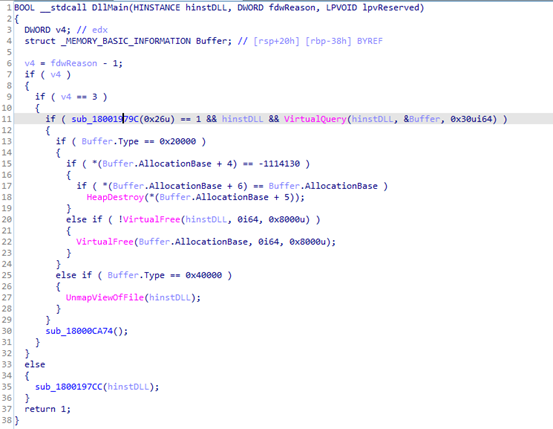 1 BOOL __stdcall DllMain(HINSTANCE hinstDLL, DWORD fdwReason, LPVOID lpvReserved)
2 {
3 DWORD v4; // edx
4 struct _MEMORY_BASIC_INFORMATION Buffer; // [rsp+20h] [rbp-38h] BYREF
5
6 v4 = fdwReason - 1;
7 if ( v4 )
8 {
9 if ( v4 == 3 )
10 {
11 if ( sub_18001979C(0x26u) == 1 && hinstDLL && VirtualQuery(hinstDLL, &Buffer, 0x30ui64) )
12 {
13 if ( Buffer.Type == 0x20000 )
14 {
15 if ( *(Buffer.AllocationBase + 4) == -1114130 )
16 {
17 if ( *(Buffer.AllocationBase + 6) == Buffer.AllocationBase )
18 HeapDestroy(*(Buffer.AllocationBase + 5));
19 }
20 else if ( !VirtualFree(hinstDLL, 0i64, 0x8000u) )
21 {
22 VirtualFree(Buffer.AllocationBase, 0i64, 0x8000u);
23 }
24 }
25 else if ( Buffer.Type == 0x40000 )
26 {
27 UnmapViewOfFile(hinstDLL);
28 }
29 }
30 sub_18000CA74();
31 }
32 }
33 else
34 {
35 sub_1800197CC(hinstDLL);
36 }
37 return 1;
38 }